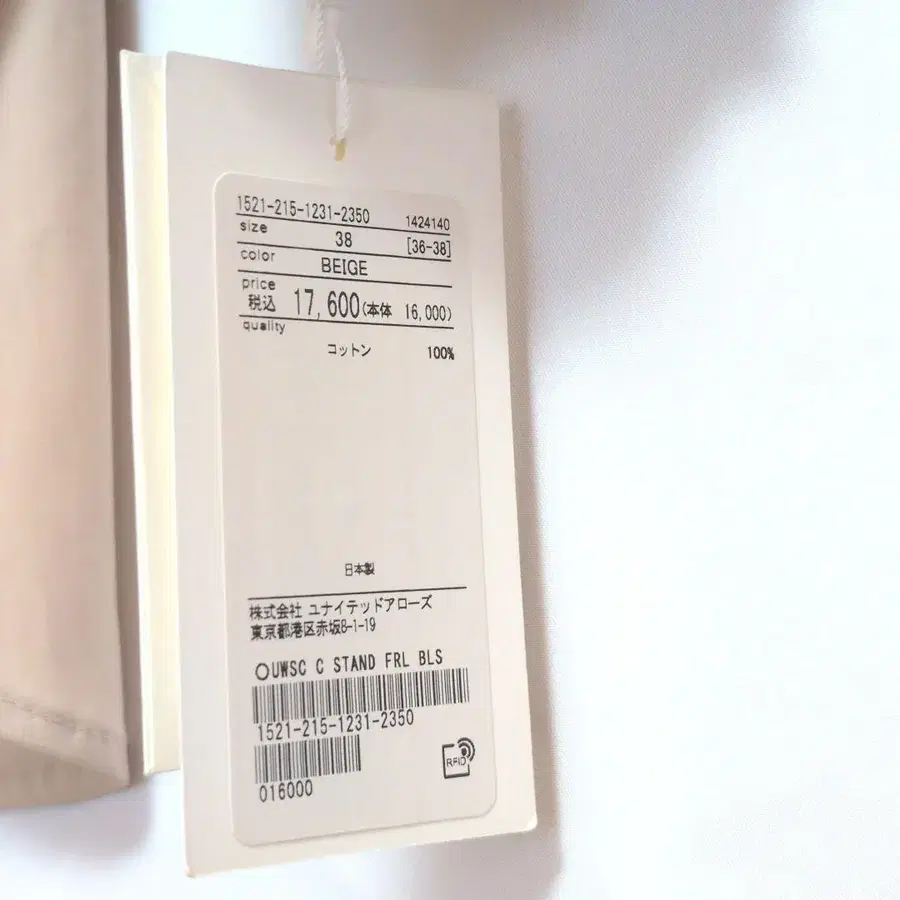 1521-215-1231-2350 1424140
size 38 [36-38]
color BEIGE
price
税込 17,600(本体 16,000)
quality
コットン 100%
日本製
株式会社 ユナイテッドアローズ
東京都港区赤坂8-1-19
○UWSC C STAND FRL BLS
1521-215-1231-2350
RFID
016000